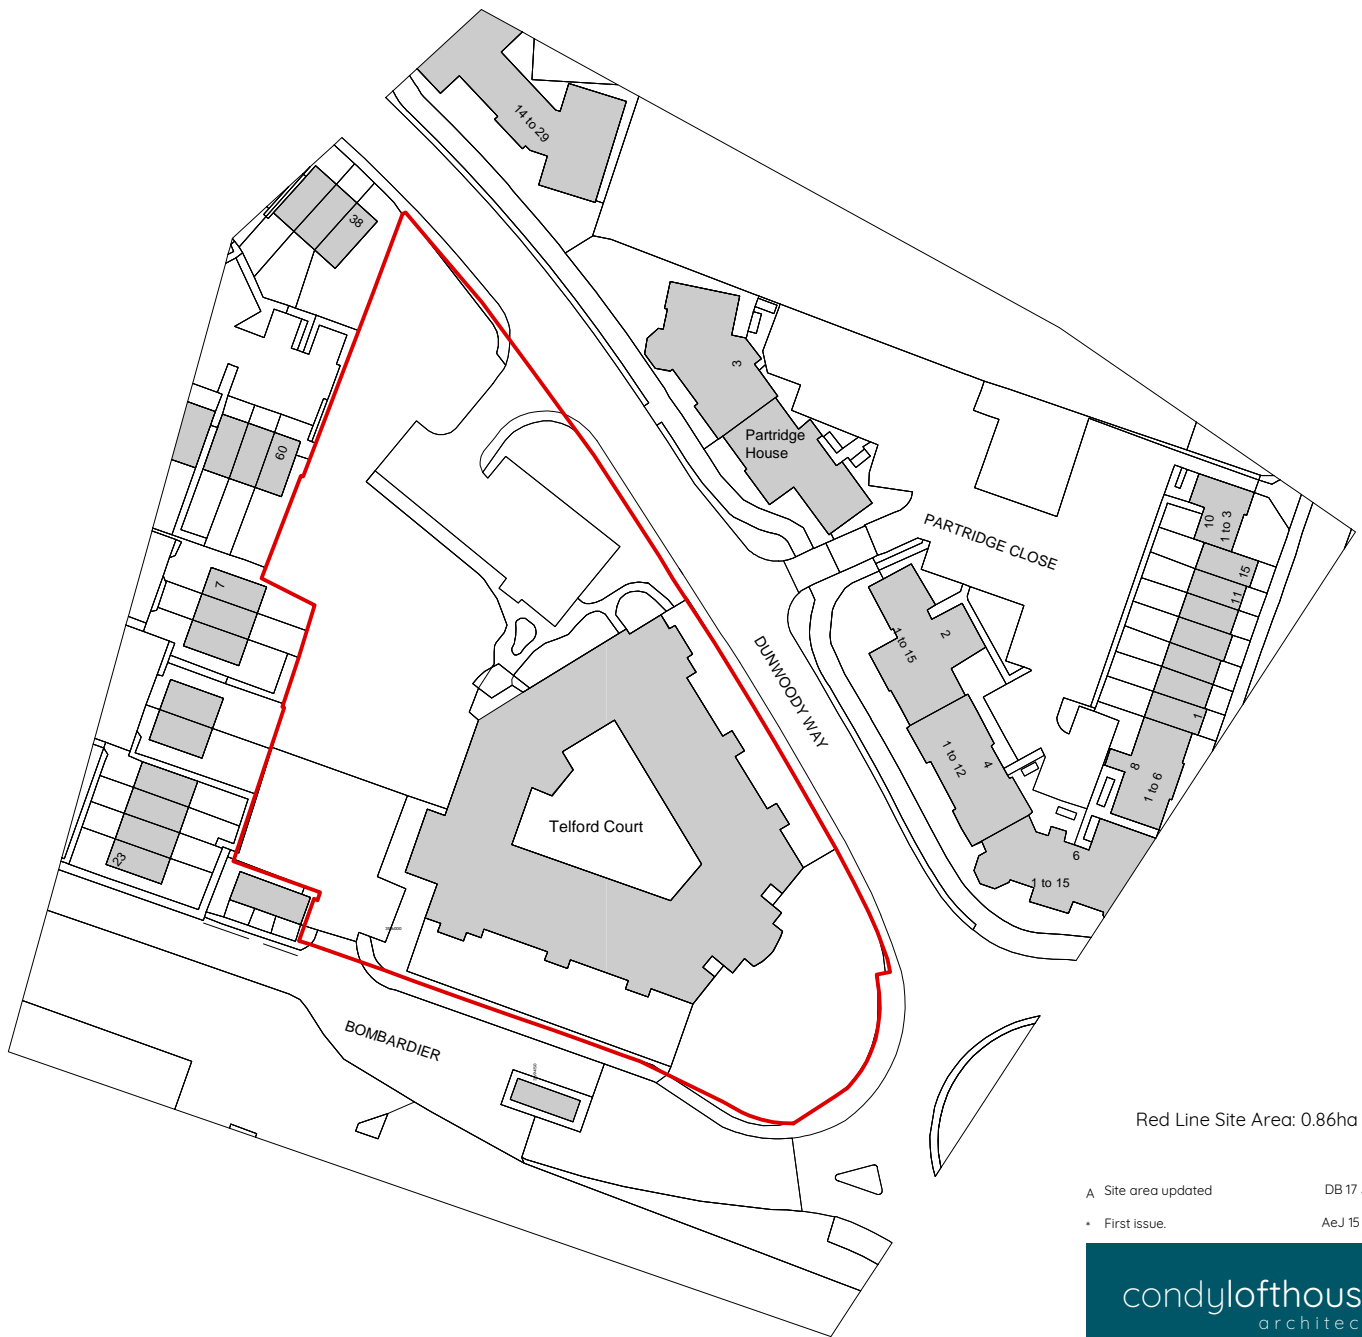 14 to 29
38
3
Partridge
House
60
PARTRIDGE CLOSE
10
1 to 3
15
11
7
2
1 to 15
DUNWOODY WAY
1
4
1 to 12
8
1 to 6
Telford Court
23
6
1 to 15
BOMBARDIER
Red Line Site Area: 0.86ha
A Site area updated DB 17
* First issue. AeJ 15
condylofthous
architec